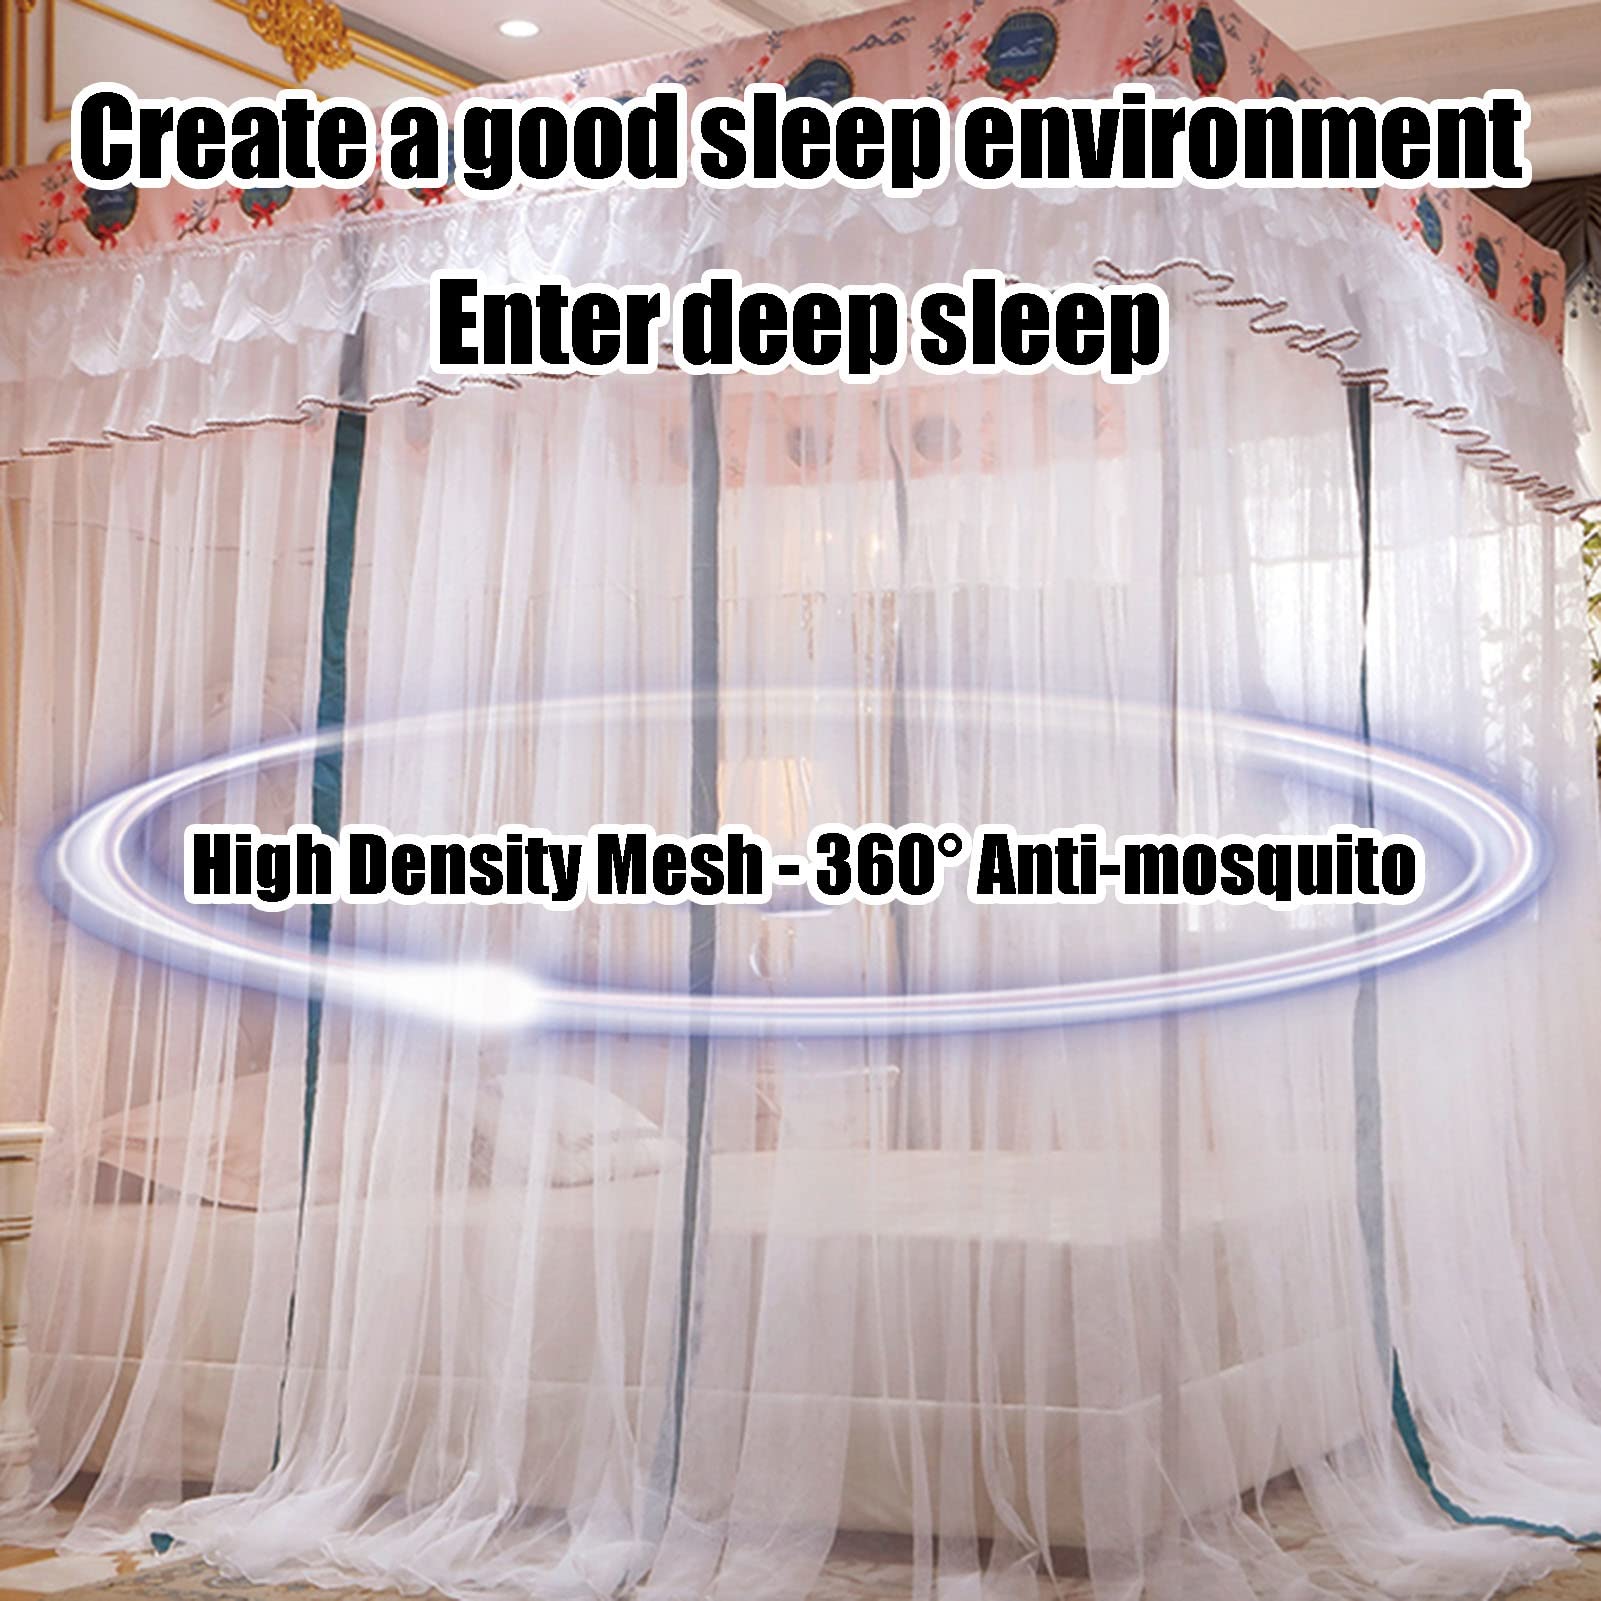 Create a good sleep environment
Enter deep sleep
High Density Mesh - 360° Anti-mosquito